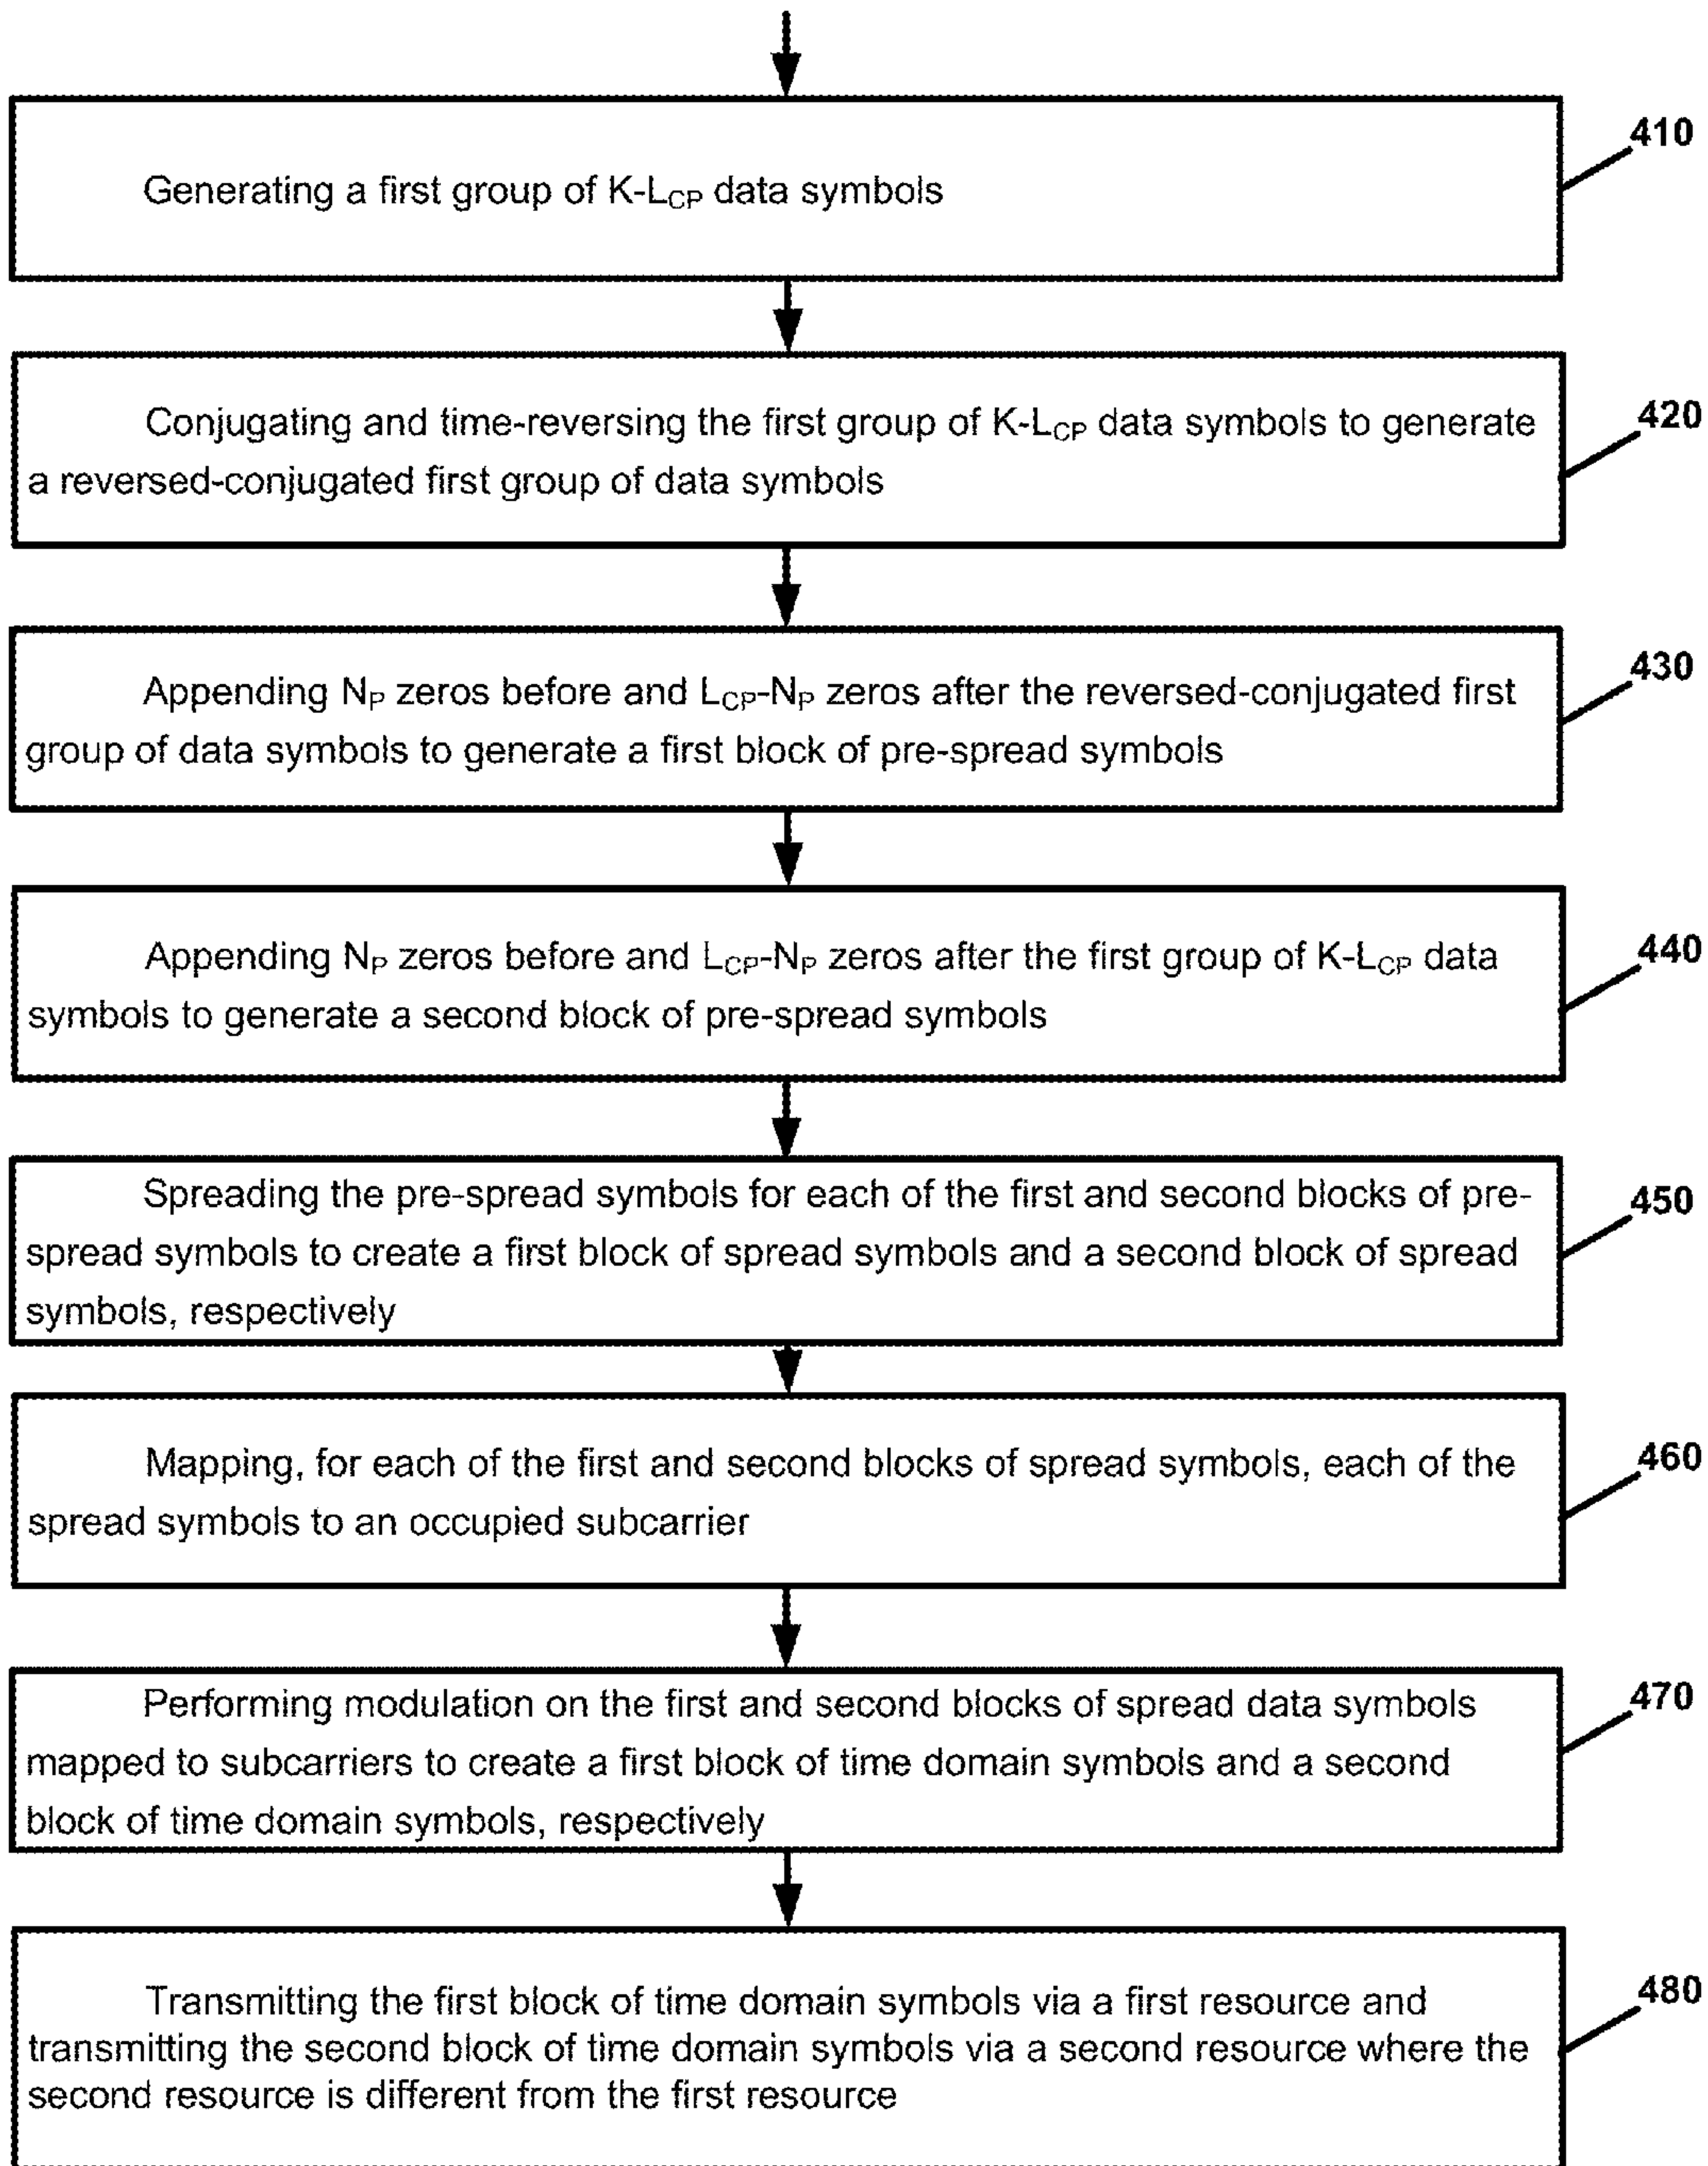 410
Generating a first group of K-LCP data symbols
420
Conjugating and time-reversing the first group of K-LCP data symbols to generate
a reversed-conjugated first group of data symbols
430
Appending NP zeros before and LCP-NP zeros after the reversed-conjugated first
group of data symbols to generate a first block of pre-spread symbols
440
Appending NP zeros before and LCP-NP zeros after the first group of K-LCP data
symbols to generate a second block of pre-spread symbols
450
Spreading the pre-spread symbols for each of the first and second blocks of pre-
spread symbols to create a first block of spread symbols and a second block of spread
symbols, respectively
460
Mapping, for each of the first and second blocks of spread symbols, each of the
spread symbols to an occupied subcarrier
470
Performing modulation on the first and second blocks of spread data symbols
mapped to subcarriers to create a first block of time domain symbols and a second
block of time domain symbols, respectively
480
Transmitting the first block of time domain symbols via a first resource and
transmitting the second block of time domain symbols via a second resource where the
second resource is different from the first resource